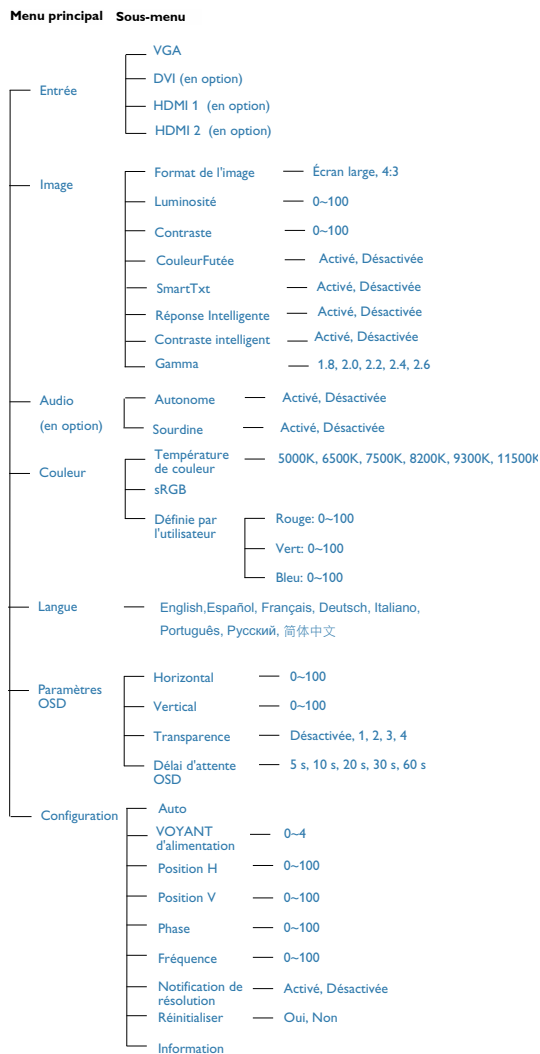 Menu principal Sous-menu
Entrée
VGA
DVI (en option)
HDMI 1 (en option)
HDMI 2 (en option)
Image
Format de l'image Écran large, 4:3
Luminosité 0~100
Contraste 0~100
CouleurFutée Activé, Désactivée
SmartTxt Activé, Désactivée
Réponse Intelligente Activé, Désactivée
Contraste intelligent Activé, Désactivée
Gamma 1.8, 2.0, 2.2, 2.4, 2.6
Audio
(en option)
Autonome Activé, Désactivée
Sourdine Activé, Désactivée
Couleur
Température
de couleur 5000K, 6500K, 7500K, 8200K, 9300K, 11500K
sRGB
Définie par
l'utilisateur
Rouge: 0~100
Vert: 0~100
Bleu: 0~100
Langue
English,Español, Français, Deutsch, Italiano,
Português, Русский, 简体中文
Paramètres
OSD
Horizontal 0~100
Vertical 0~100
Transparence Désactivée, 1, 2, 3, 4
Délai d'attente
OSD 5 s, 10 s, 20 s, 30 s, 60 s
Configuration
Auto
VOYANT
d'alimentation 0~4
Position H 0~100
Position V 0~100
Phase 0~100
Fréquence 0~100
Notification de
résolution Activé, Désactivée
Réinitialiser Oui, Non
Information